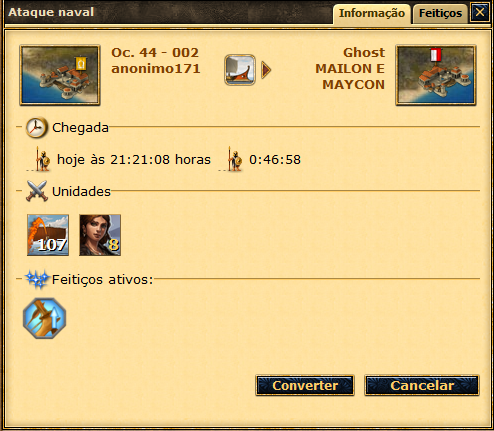 Ataque naval
Informação
Feitiços
Oc. 44 - 002
anonimo171
Ghost
MAILON E
MAYCON
Chegada
hoje às 21:21:08 horas
0:46:58
Unidades
107
8
Feitiços ativos:
Converter
Cancelar